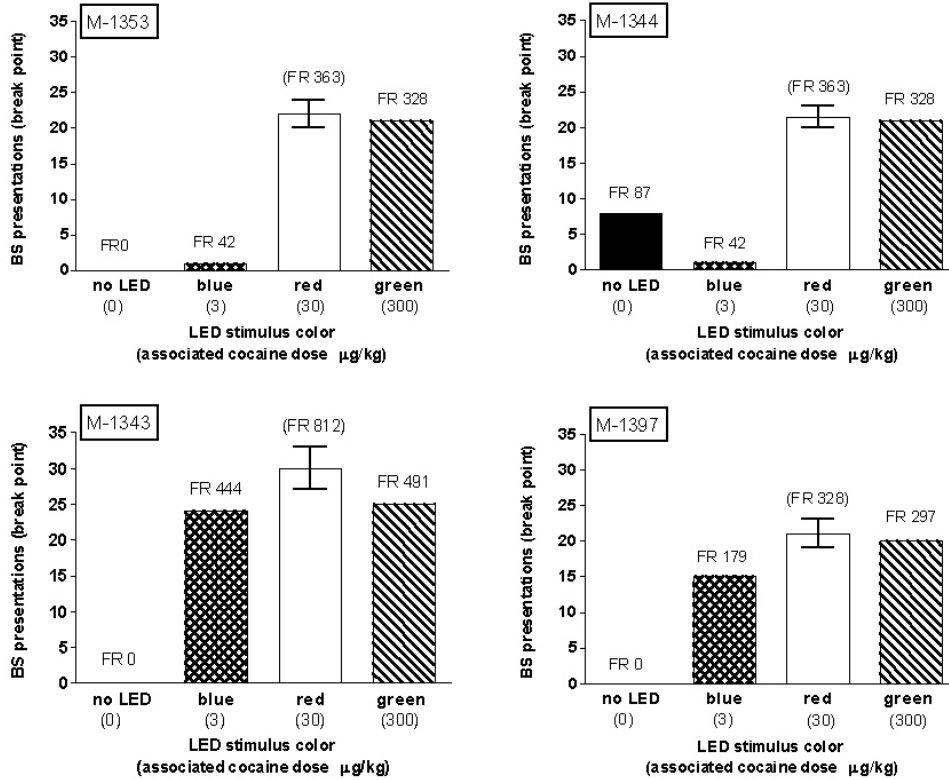 M-1353
BS presentations (break point)
35
30
25
20
15
10
5
0
FR0
FR 42
(FR 363)
FR 328
no LED blue red green
(0) (3) (30) (300)
LED stimulus color
(associated cocaine dose μg/kg)
M-1344
BS presentations (break point)
35
30
25
20
15
10
5
0
FR 87
FR 42
(FR 363)
FR 328
no LED blue red green
(0) (3) (30) (300)
LED stimulus color
(associated cocaine dose μg/kg)
M-1343
BS presentations (break point)
35
30
25
20
15
10
5
0
FR 0
FR 444
(FR 812)
FR 491
no LED blue red green
(0) (3) (30) (300)
LED stimulus color
(associated cocaine dose μg/kg)
M-1397
BS presentations (break point)
35
30
25
20
15
10
5
0
FR 0
FR 179
(FR 328)
FR 297
no LED blue red green
(0) (3) (30) (300)
LED stimulus color
(associated cocaine dose μg/kg)